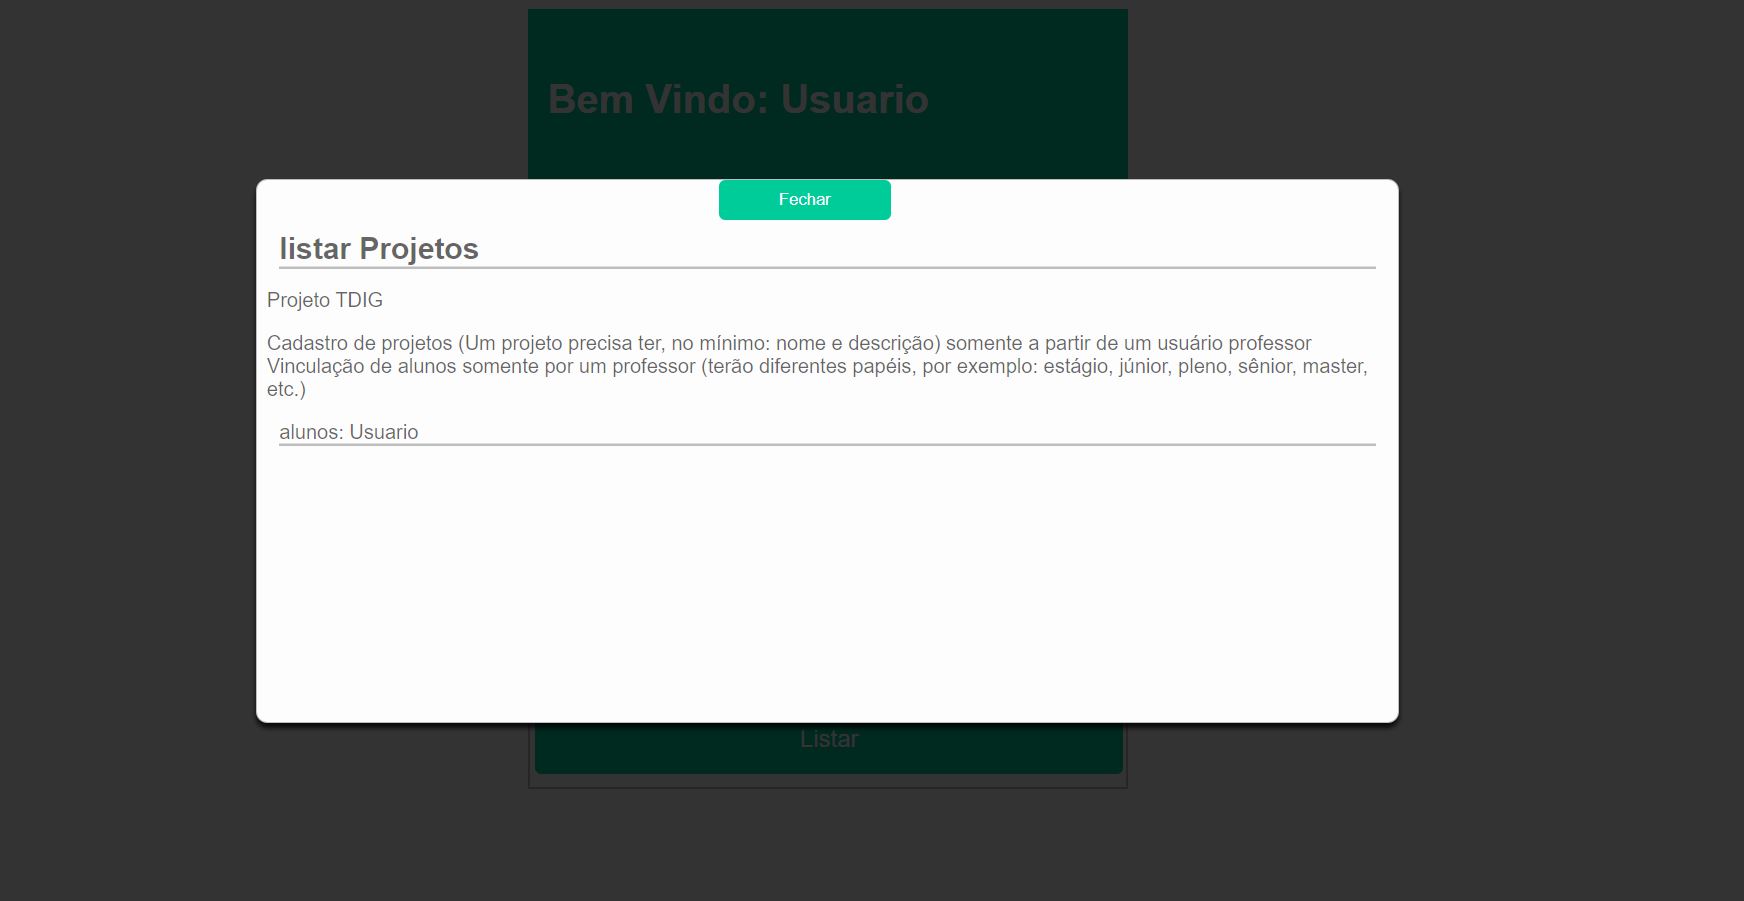 Bem Vindo: Usuario
Fechar
listar Projetos
Projeto TDIG
Cadastro de projetos (Um projeto precisa ter, no mínimo: nome e descrição) somente a partir de um usuário professor
Vinculação de alunos somente por um professor (terão diferentes papéis, por exemplo: estágio, júnior, pleno, sênior, master,
etc.)
alunos: Usuario
Listar